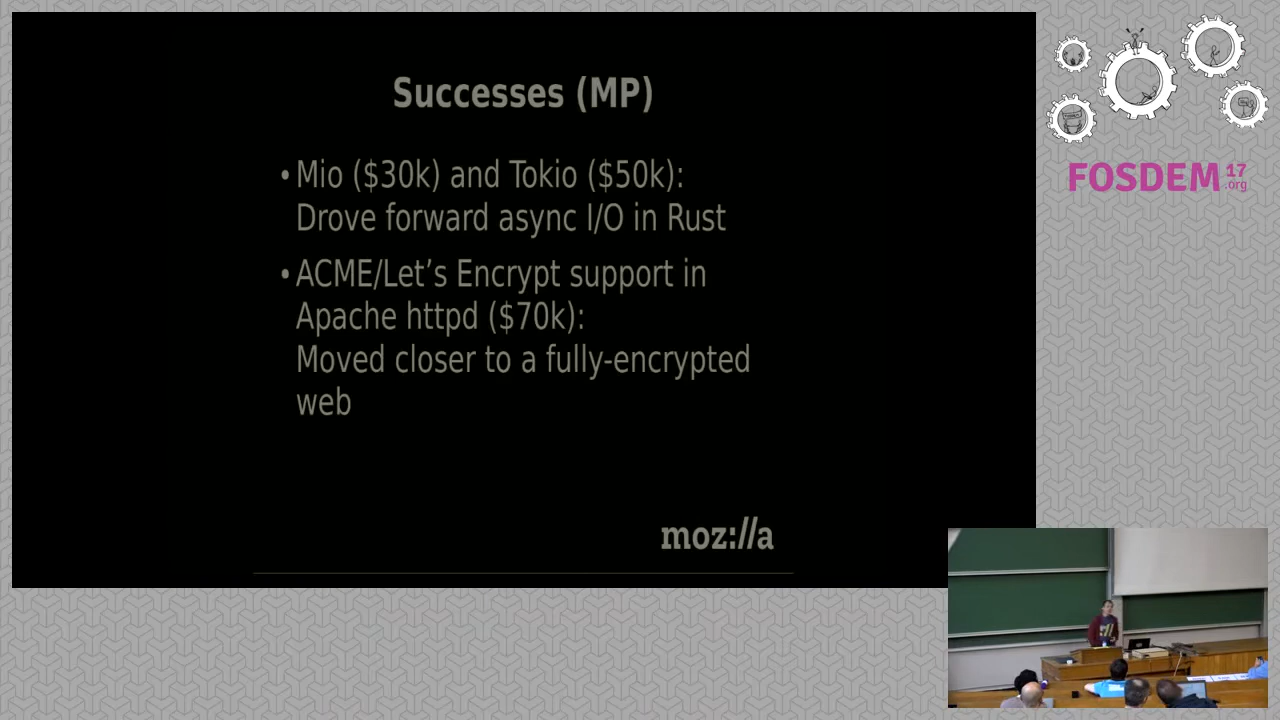 Successes (MP)
• Mio ($30k) and Tokio ($50k):
Drove forward async I/O in Rust
• ACME/Let’s Encrypt support in
Apache httpd ($70k):
Moved closer to a fully-encrypted
web
moz://a
FOSDEM 17
.org